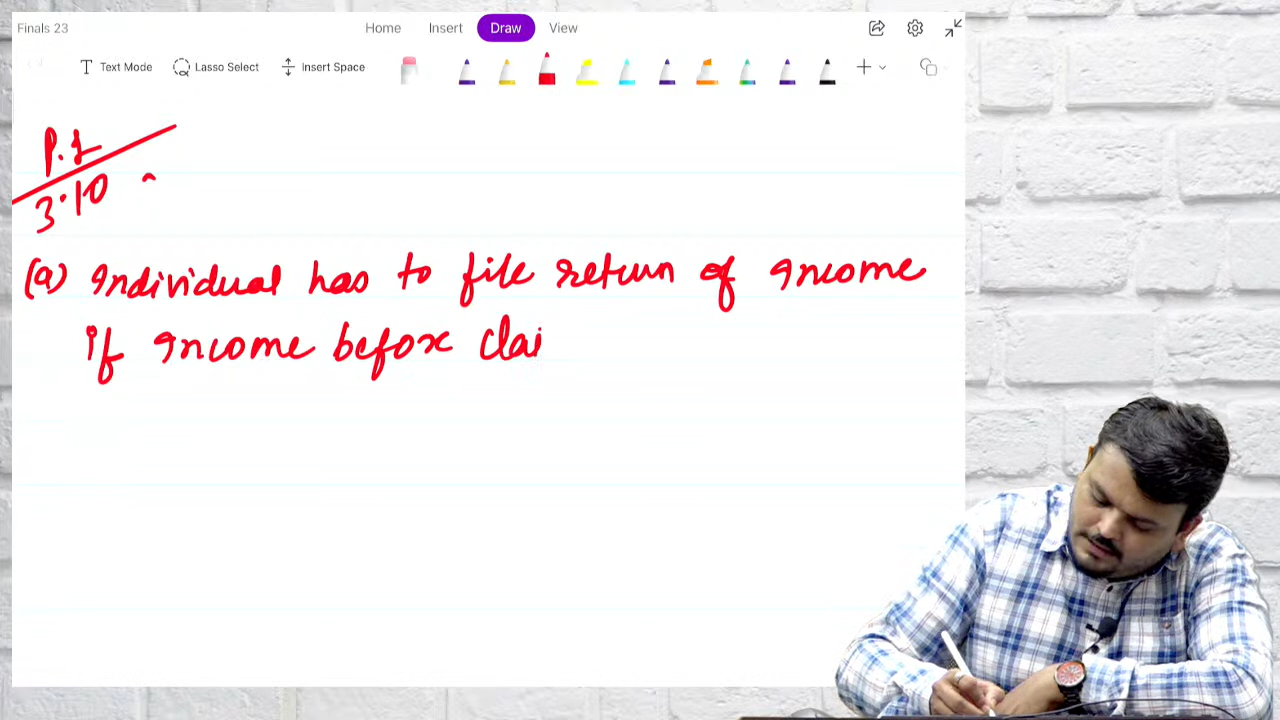 Finals 23
Home Insert Draw View
Text Mode Lasso Select Insert Space
P.1
3.10
(a) Individual has to file return of Income
if Income before clai